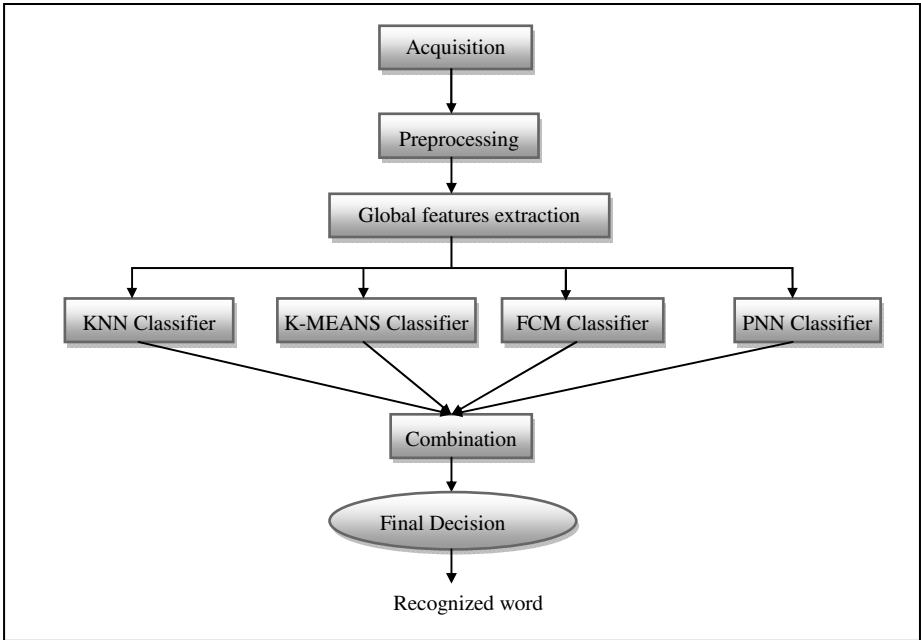 Acquisition
Preprocessing
Global features extraction
KNN Classifier
K-MEANS Classifier
FCM Classifier
PNN Classifier
Combination
Final Decision
Recognized word